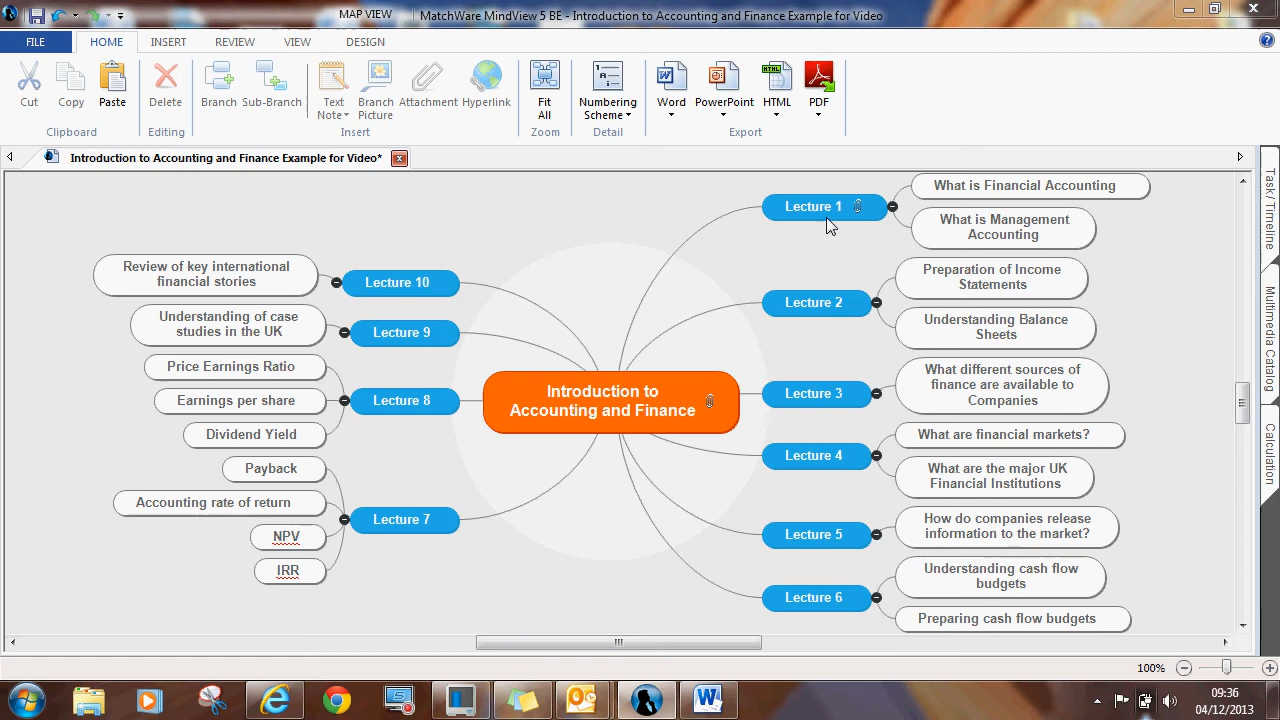 MAP VIEW
MatchWare MindView 5 BE - Introduction to Accounting and Finance Example for Video
FILE
HOME
INSERT
REVIEW
VIEW
DESIGN
Cut
Copy
Paste
Delete
Branch
Sub-Branch
Text
Note
Branch
Picture
Attachment
Hyperlink
Fit
All
Numbering
Scheme
Word
PowerPoint
HTML
PDF
Clipboard
Editing
Insert
Zoom
Detail
Export
Introduction to Accounting and Finance Example for Video*
Task / Timeline
Multimedia Catalog
Calculation
Introduction to
Accounting and Finance
Lecture 1
What is Financial Accounting
What is Management
Accounting
Lecture 2
Preparation of Income
Statements
Understanding Balance
Sheets
Lecture 3
What different sources of
finance are available to
Companies
Lecture 4
What are financial markets?
What are the major UK
Financial Institutions
Lecture 5
How do companies release
information to the market?
Lecture 6
Understanding cash flow
budgets
Preparing cash flow budgets
Lecture 10
Review of key international
financial stories
Lecture 9
Understanding of case
studies in the UK
Lecture 8
Price Earnings Ratio
Earnings per share
Dividend Yield
Lecture 7
Payback
Accounting rate of return
NPV
IRR
100%
09:36
04/12/2013